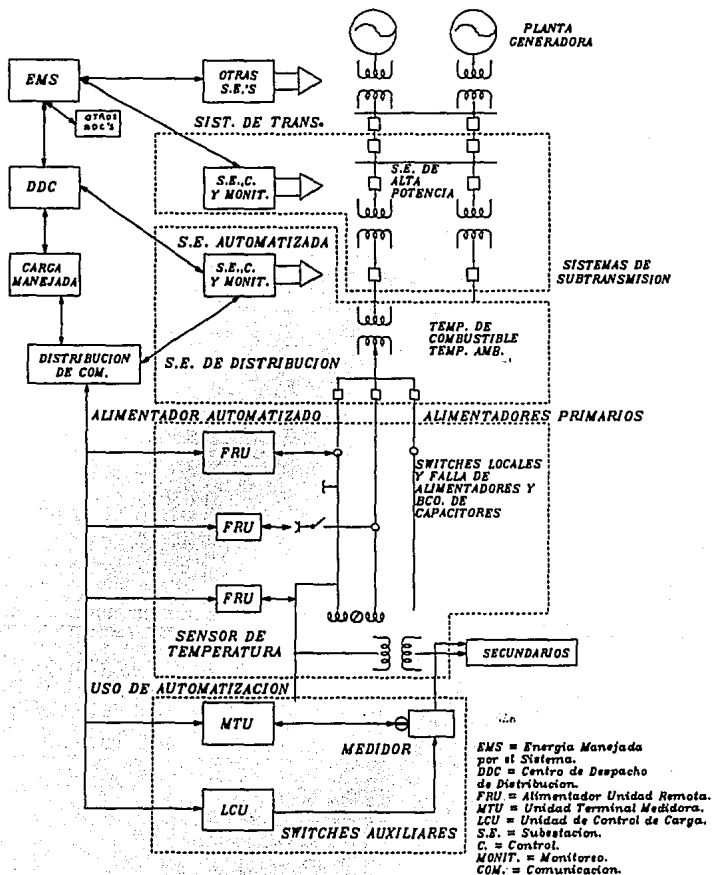 PLANTA
GENERADORA
EMS
OTRAS
S.E.'S
OTROS
DDC'S
SIST. DE TRANS.
DDC
S.E.,C.
Y MONIT.
S.E. DE
ALTA
POTENCIA
S.E. AUTOMATIZADA
CARGA
MANEJADA
S.E.,C.
Y MONIT.
SISTEMAS DE
SUBTRANSMISION
DISTRIBUCION
DE COM.
S.E. DE DISTRIBUCION
TEMP. DE
COMBUSTIBLE
TEMP. AMB.
ALIMENTADOR AUTOMATIZADO
ALIMENTADORES PRIMARIOS
FRU
SWITCHES LOCALES
Y FALLA DE
ALIMENTADORES Y
BCO. DE
CAPACITORES
FRU
FRU
SENSOR DE
TEMPERATURA
SECUNDARIOS
USO DE AUTOMATIZACION
MTU
MEDIDOR
LCU
SWITCHES AUXILIARES
EMS = Energia Manejada
por el Sistema.
DDC = Centro de Despacho
de Distribucion.
FRU = Alimentador Unidad Remota.
MTU = Unidad Terminal Medidora.
LCU = Unidad de Control de Carga.
S.E. = Subestacion.
C. = Control.
MONIT. = Monitoreo.
COM. = Comunicacion.